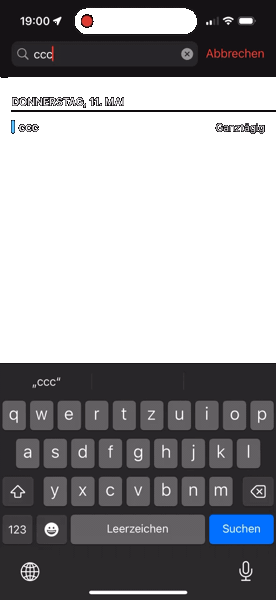 19:00
ccc
Abbrechen
DONNERSTAG, 11. MAI
ccc
Ganztägig
„ccc“
q w e r t z u i o p
a s d f g h j k l
y x c v b n m
123
Leerzeichen
Suchen